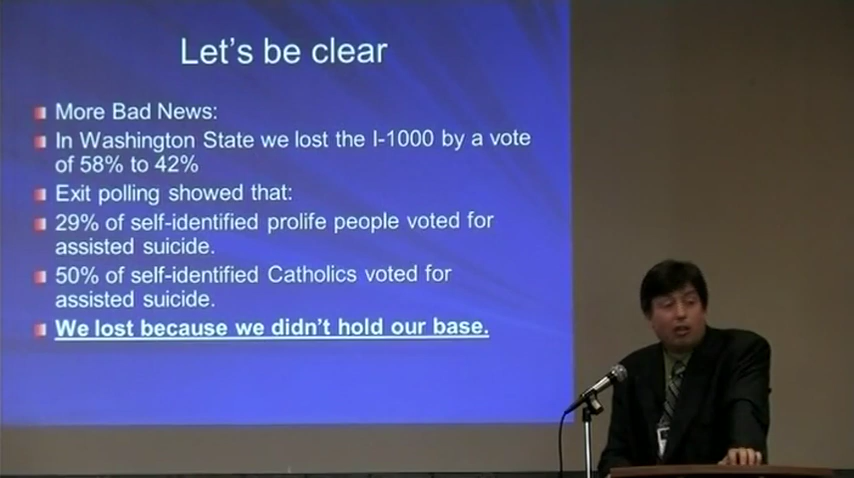 Let's be clear
More Bad News:
In Washington State we lost the I-1000 by a vote
of 58% to 42%
Exit polling showed that:
29% of self-identified prolife people voted for
assisted suicide.
50% of self-identified Catholics voted for
assisted suicide.
We lost because we didn't hold our base.